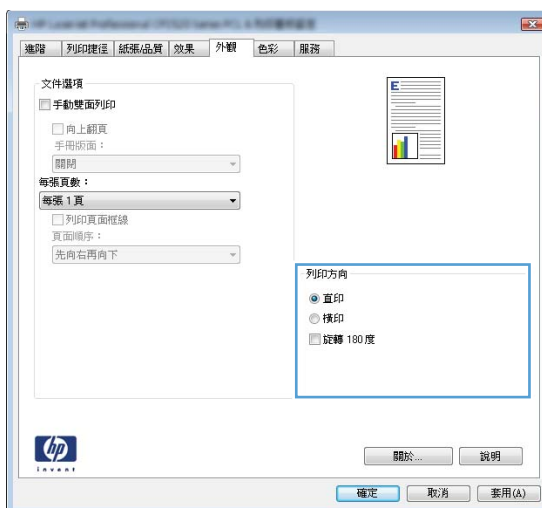 進階 列印捷徑 紙張/品質 效果 外觀 色彩 服務
文件選項
手動雙面列印
向上翻頁
手冊版面：
關閉
每張頁數：
每張 1 頁
列印頁面框線
頁面順序：
先向右再向下
E
列印方向
直印
橫印
旋轉 180 度
hp
invent
關於... 說明
確定 取消 套用(A)